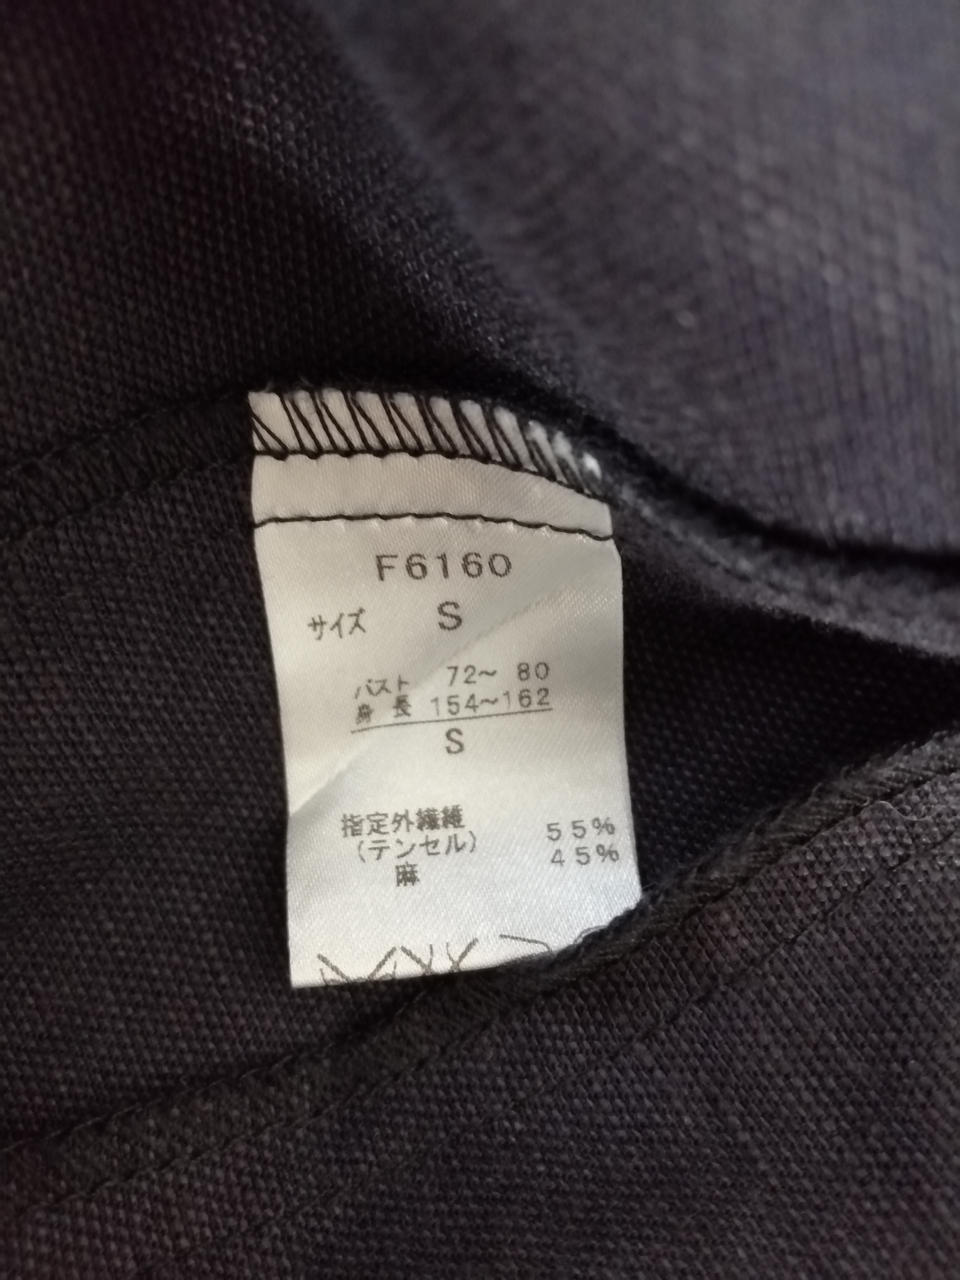 F6160
サイズ S
バスト 72～ 80
身長 154～162
S
指定外繊維
(テンセル) 55%
麻 45%